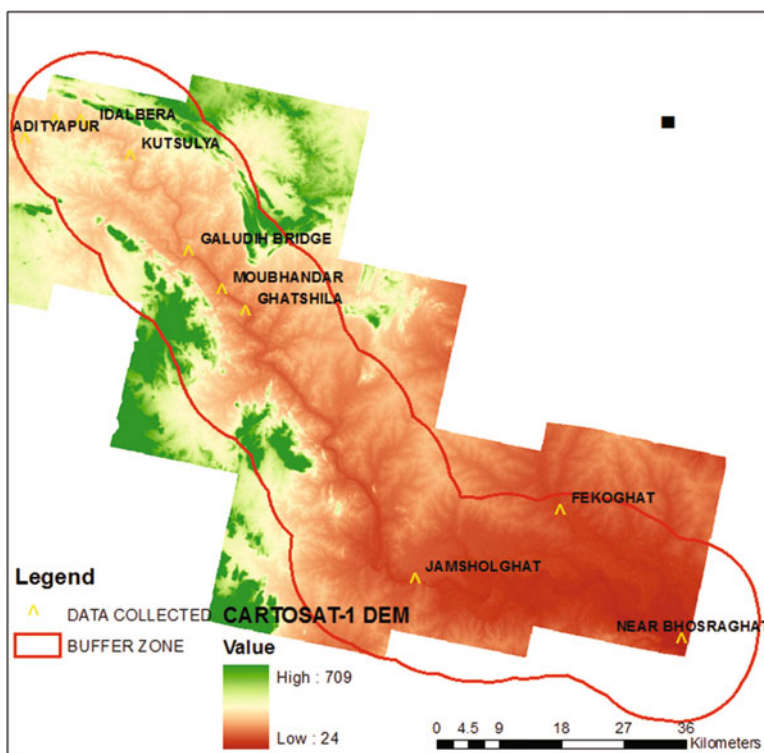 IDALBERA
ADITYAPUR
KUTSULYA
GALUDIH BRIDGE
MOUBHANDAR
GHATSHILA
FEKOGHAT
JAMSHOLGHAT
NEAR BHOSRAGHAT
Legend
DATA COLLECTED
BUFFER ZONE
CARTOSAT-1 DEM
Value
High : 709
Low : 24
0 4.5 9 18 27 36
Kilometers